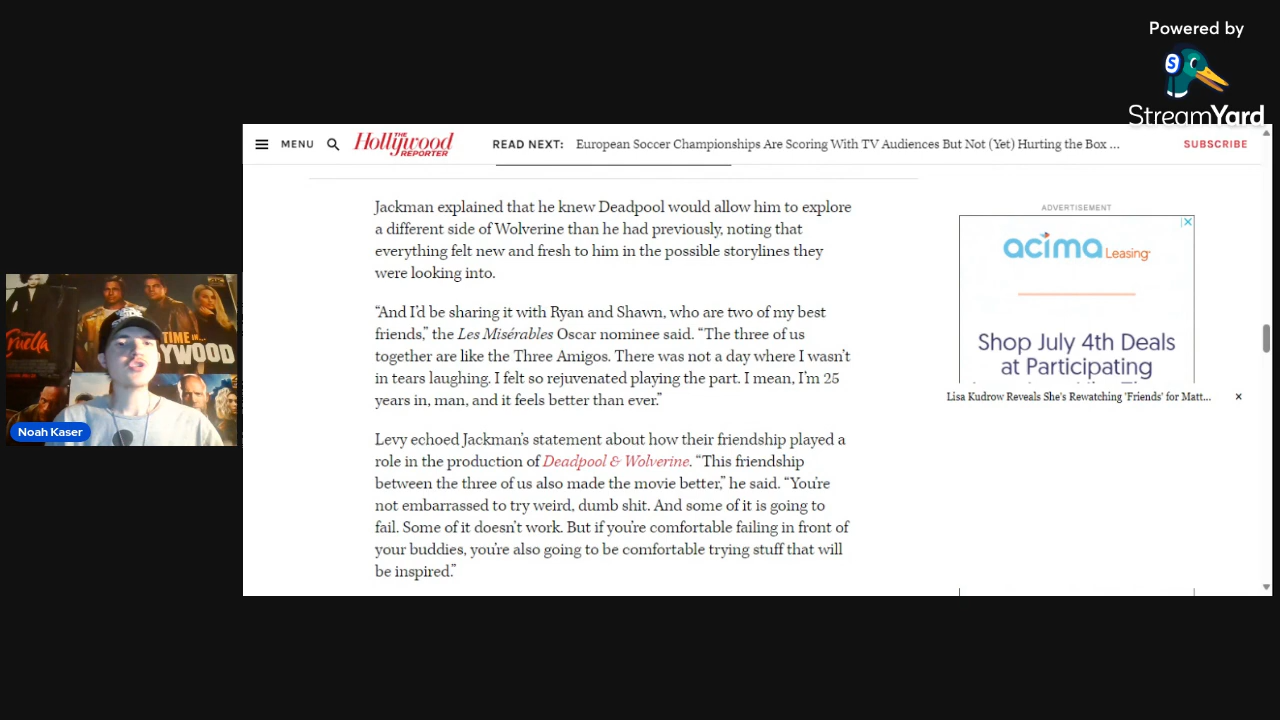 Powered by
StreamYard
MENU
THE Hollywood REPORTER
READ NEXT: European Soccer Championships Are Scoring With TV Audiences But Not (Yet) Hurting the Box ...
SUBSCRIBE
Jackman explained that he knew Deadpool would allow him to explore
a different side of Wolverine than he had previously, noting that
everything felt new and fresh to him in the possible storylines they
were looking into.
“And I’d be sharing it with Ryan and Shawn, who are two of my best
friends,” the Les Misérables Oscar nominee said. “The three of us
together are like the Three Amigos. There was not a day where I wasn’t
in tears laughing. I felt so rejuvenated playing the part. I mean, I’m 25
years in, man, and it feels better than ever.”
Levy echoed Jackman’s statement about how their friendship played a
role in the production of Deadpool & Wolverine. “This friendship
between the three of us also made the movie better,” he said. “You’re
not embarrassed to try weird, dumb shit. And some of it is going to
fail. Some of it doesn’t work. But if you’re comfortable failing in front of
your buddies, you’re also going to be comfortable trying stuff that will
be inspired.”
ADVERTISEMENT
acima Leasing
Shop July 4th Deals
at Participating
Lisa Kudrow Reveals She's Rewatching 'Friends' for Matt...
Cruella
TIME IN...
YWOOD
Noah Kaser